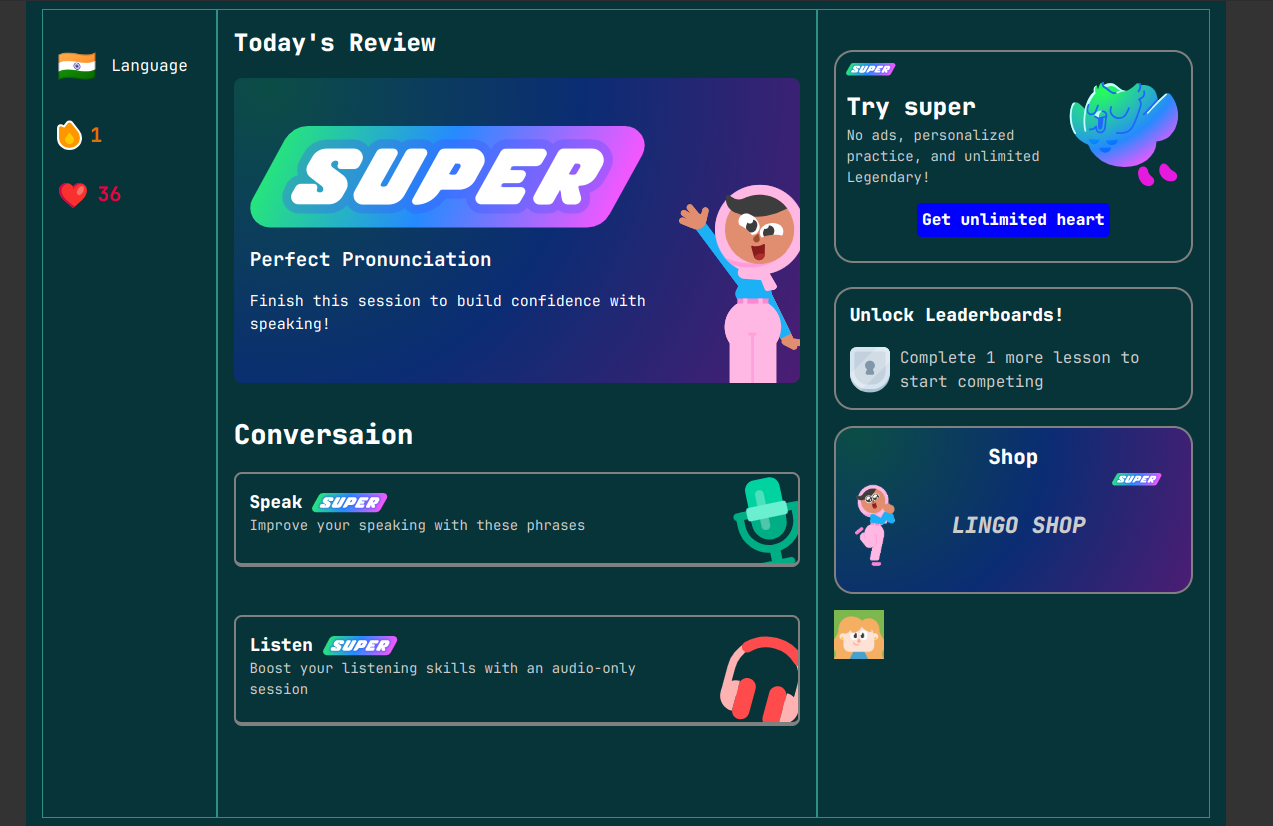 Language
1
36
Today's Review
SUPER
Perfect Pronunciation
Finish this session to build confidence with
speaking!
Conversaion
Speak SUPER
Improve your speaking with these phrases
Listen SUPER
Boost your listening skills with an audio-only
session
SUPER
Try super
No ads, personalized
practice, and unlimited
Legendary!
Get unlimited heart
Unlock Leaderboards!
Complete 1 more lesson to
start competing
Shop
SUPER
LINGO SHOP